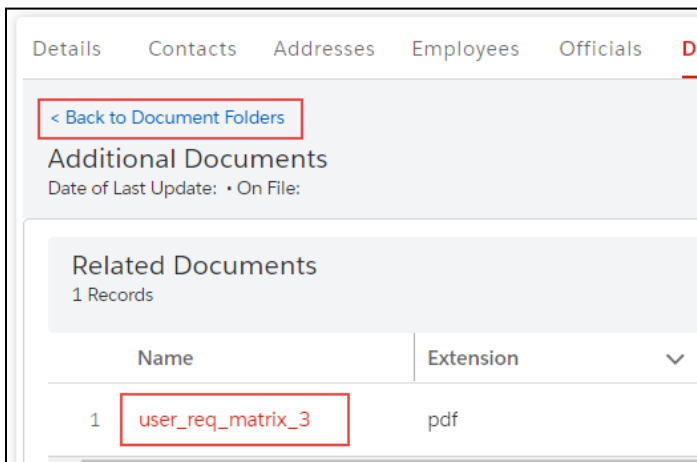 Details Contacts Addresses Employees Officials D
< Back to Document Folders
Additional Documents
Date of Last Update: • On File:
Related Documents
1 Records
Name Extension
1 user_req_matrix_3 pdf